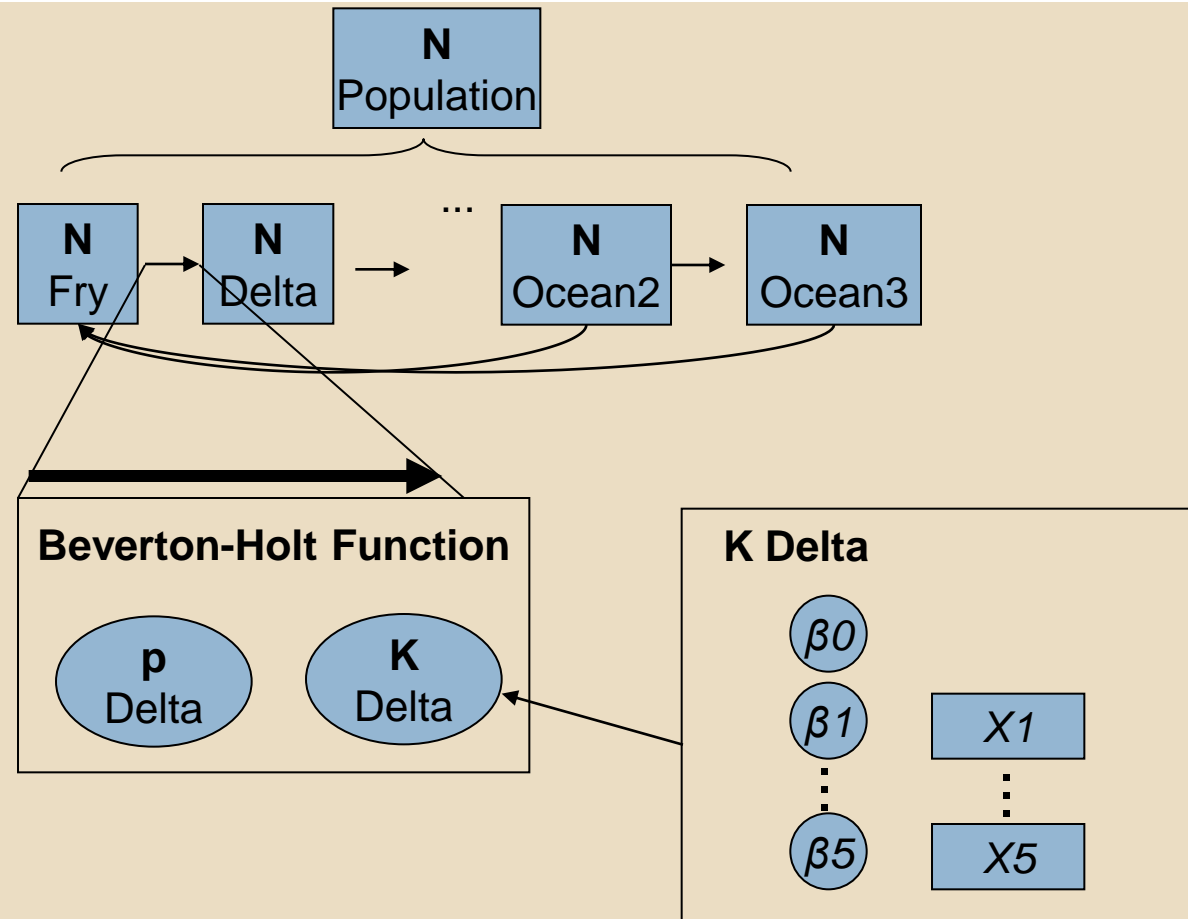 N
Population
N
Fry
N
Delta
...
N
Ocean2
N
Ocean3
Beverton-Holt Function
p
Delta
K
Delta
K Delta
β0
β1
X1
β5
X5